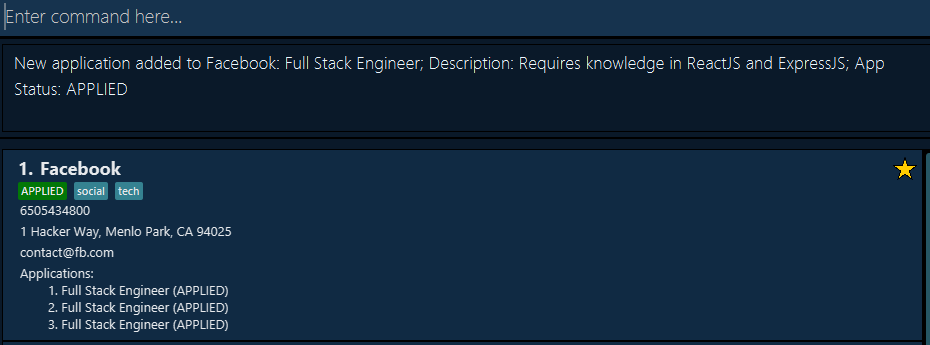 Enter command here...
New application added to Facebook: Full Stack Engineer; Description: Requires knowledge in ReactJS and ExpressJS; App
Status: APPLIED
1. Facebook
APPLIED social tech
6505434800
1 Hacker Way, Menlo Park, CA 94025
contact@fb.com
Applications:
1. Full Stack Engineer (APPLIED)
2. Full Stack Engineer (APPLIED)
3. Full Stack Engineer (APPLIED)